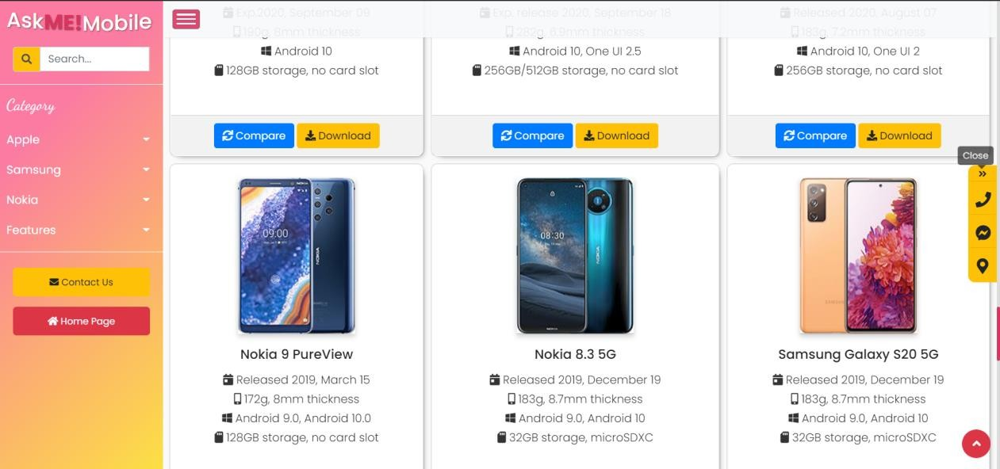 AskME!Mobile
Search...
Category
Apple
Samsung
Nokia
Features
Contact Us
Home Page
Exp.2020, September 09
190g, 8mm thickness
Android 10
128GB storage, no card slot
Compare
Download
Exp. release 2020, September 18
282g, 6.9mm thickness
Android 10, One UI 2.5
256GB/512GB storage, no card slot
Compare
Download
Released 2020, August 07
183g, 7.2mm thickness
Android 10, One UI 2
256GB storage, no card slot
Compare
Download
Close
09:00
NOKIA
Nokia 9 PureView
Released 2019, March 15
172g, 8mm thickness
Android 9.0, Android 10.0
128GB storage, no card slot
08:30
NOKIA
NOKIA
Nokia 8.3 5G
Released 2019, December 19
183g, 8.7mm thickness
Android 9.0, Android 10
32GB storage, microSDXC
SAMSUNG
Samsung Galaxy S20 5G
Released 2019, December 19
183g, 8.7mm thickness
Android 9.0, Android 10
32GB storage, microSDXC